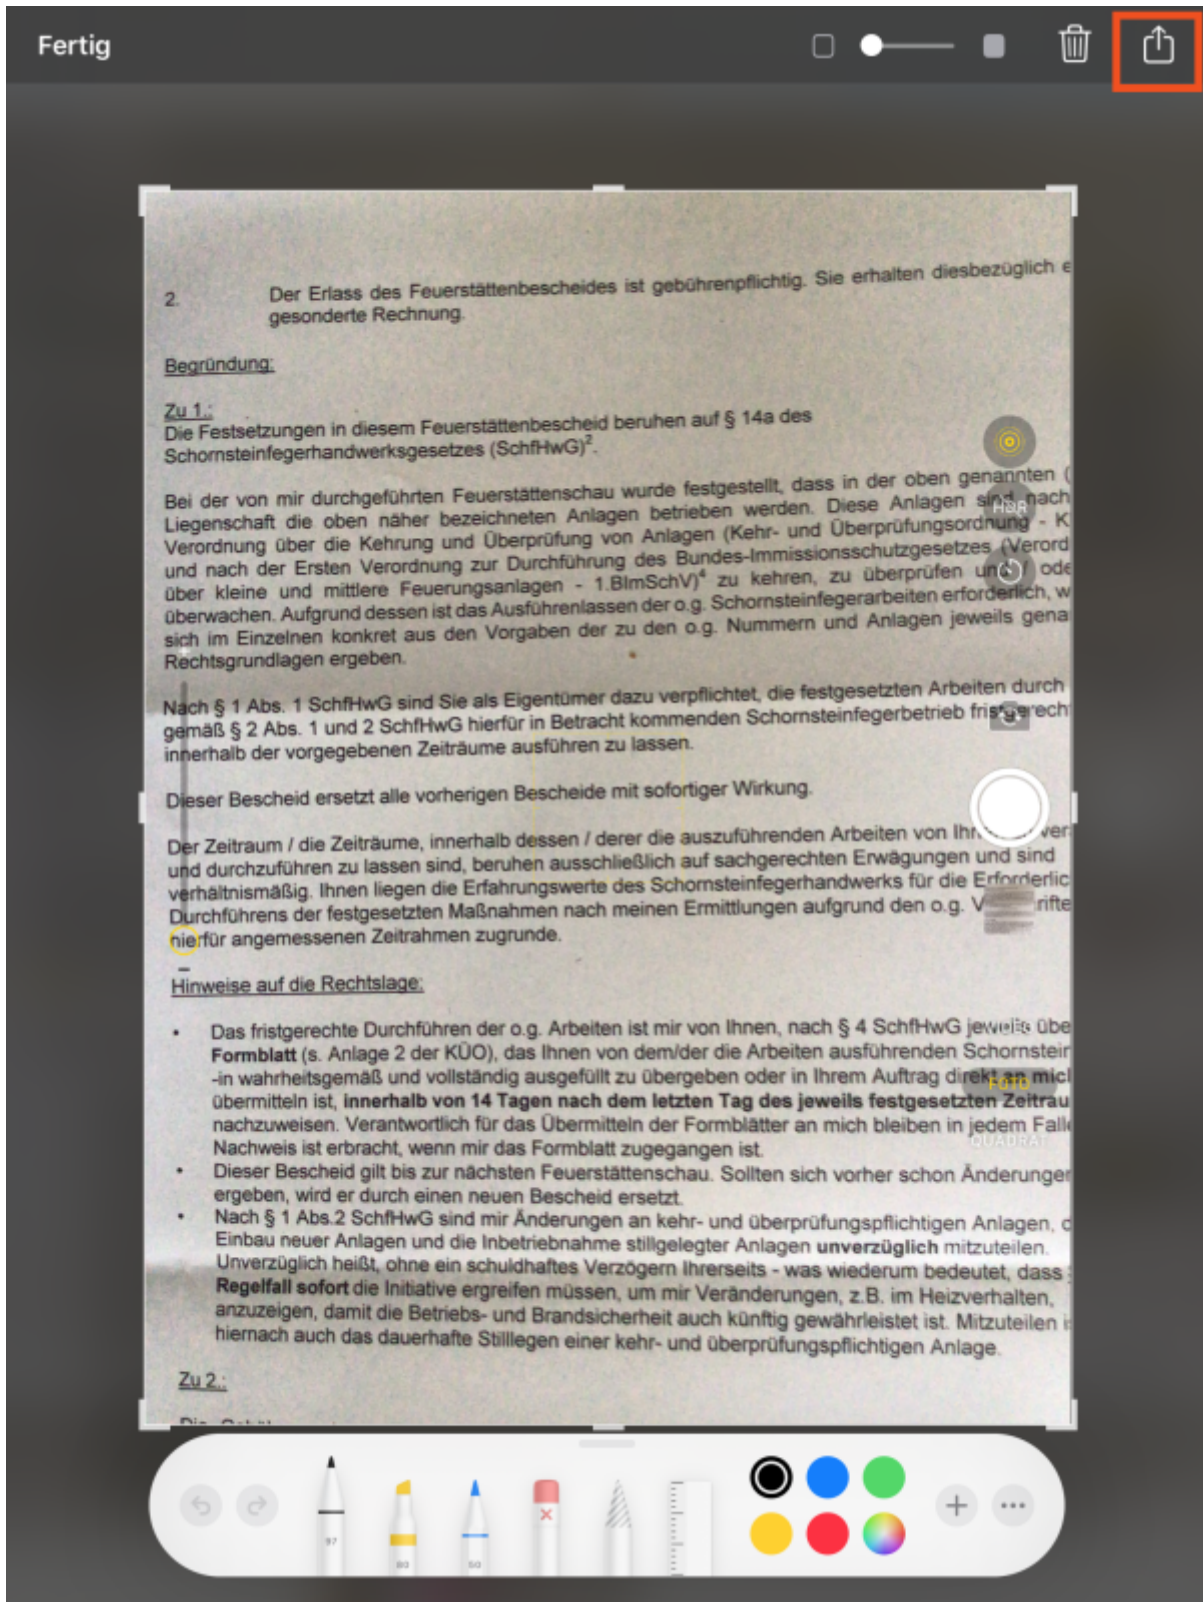 Fertig
2. Der Erlass des Feuerstättenbescheides ist gebührenpflichtig. Sie erhalten diesbezüglich e
gesonderte Rechnung.
Begründung:
Zu 1.:
Die Festsetzungen in diesem Feuerstättenbescheid beruhen auf § 14a des
Schornsteinfegerhandwerksgesetzes (SchfHwG)².
Bei der von mir durchgeführten Feuerstättenschau wurde festgestellt, dass in der oben genannten (
Liegenschaft die oben näher bezeichneten Anlagen betrieben werden. Diese Anlagen sind nach
HDR
Verordnung über die Kehrung und Überprüfung von Anlagen (Kehr- und Überprüfungsordnung - K
und nach der Ersten Verordnung zur Durchführung des Bundes-Immissionsschutzgesetzes (Verord
über kleine und mittlere Feuerungsanlagen - 1.BImSchV)⁴ zu kehren, zu überprüfen und / ode
überwachen. Aufgrund dessen ist das Ausführenlassen der o.g. Schornsteinfegerarbeiten erforderlich, w
sich im Einzelnen konkret aus den Vorgaben der zu den o.g. Nummern und Anlagen jeweils gena
Rechtsgrundlagen ergeben.
Nach § 1 Abs. 1 SchfHwG sind Sie als Eigentümer dazu verpflichtet, die festgesetzten Arbeiten durch
gemäß § 2 Abs. 1 und 2 SchfHwG hierfür in Betracht kommenden Schornsteinfegerbetrieb fristgerech
innerhalb der vorgegebenen Zeiträume ausführen zu lassen.
Dieser Bescheid ersetzt alle vorherigen Bescheide mit sofortiger Wirkung.
Der Zeitraum / die Zeiträume, innerhalb dessen / derer die auszuführenden Arbeiten von Ihn ver
und durchzuführen zu lassen sind, beruhen ausschließlich auf sachgerechten Erwägungen und sind
verhältnismäßig. Ihnen liegen die Erfahrungswerte des Schornsteinfegerhandwerks für die Erforderlic
Durchführens der festgesetzten Maßnahmen nach meinen Ermittlungen aufgrund den o.g. V rifte
hierfür angemessenen Zeitrahmen zugrunde.
Hinweise auf die Rechtslage:
• Das fristgerechte Durchführen der o.g. Arbeiten ist mir von Ihnen, nach § 4 SchfHwG jeweils übe
Formblatt (s. Anlage 2 der KÜO), das Ihnen von dem/der die Arbeiten ausführenden Schornstein
-in wahrheitsgemäß und vollständig ausgefüllt zu übergeben oder in Ihrem Auftrag direkt an mich
FOTO
übermitteln ist, innerhalb von 14 Tagen nach dem letzten Tag des jeweils festgesetzten Zeitrau
nachzuweisen. Verantwortlich für das Übermitteln der Formblätter an mich bleiben in jedem Falle
QUADRAT
Nachweis ist erbracht, wenn mir das Formblatt zugegangen ist.
• Dieser Bescheid gilt bis zur nächsten Feuerstättenschau. Sollten sich vorher schon Änderungen
ergeben, wird er durch einen neuen Bescheid ersetzt.
• Nach § 1 Abs.2 SchfHwG sind mir Änderungen an kehr- und überprüfungspflichtigen Anlagen, d
Einbau neuer Anlagen und die Inbetriebnahme stillgelegter Anlagen unverzüglich mitzuteilen.
Unverzüglich heißt, ohne ein schuldhaftes Verzögern Ihrerseits - was wiederum bedeutet, dass
Regelfall sofort die Initiative ergreifen müssen, um mir Veränderungen, z.B. im Heizverhalten,
anzuzeigen, damit die Betriebs- und Brandsicherheit auch künftig gewährleistet ist. Mitzuteilen i
hiernach auch das dauerhafte Stilllegen einer kehr- und überprüfungspflichtigen Anlage.
Zu 2.:
97
80
50